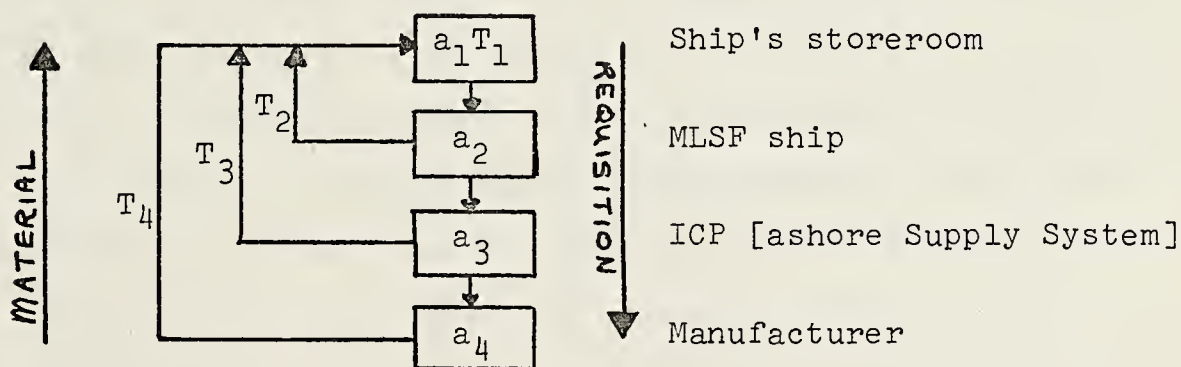 a₁T₁ Ship's storeroom
T₂ a₂ MLSF ship
T₃ a₃ ICP [ashore Supply System]
T₄ a₄ Manufacturer
MATERIAL
REQUISITION